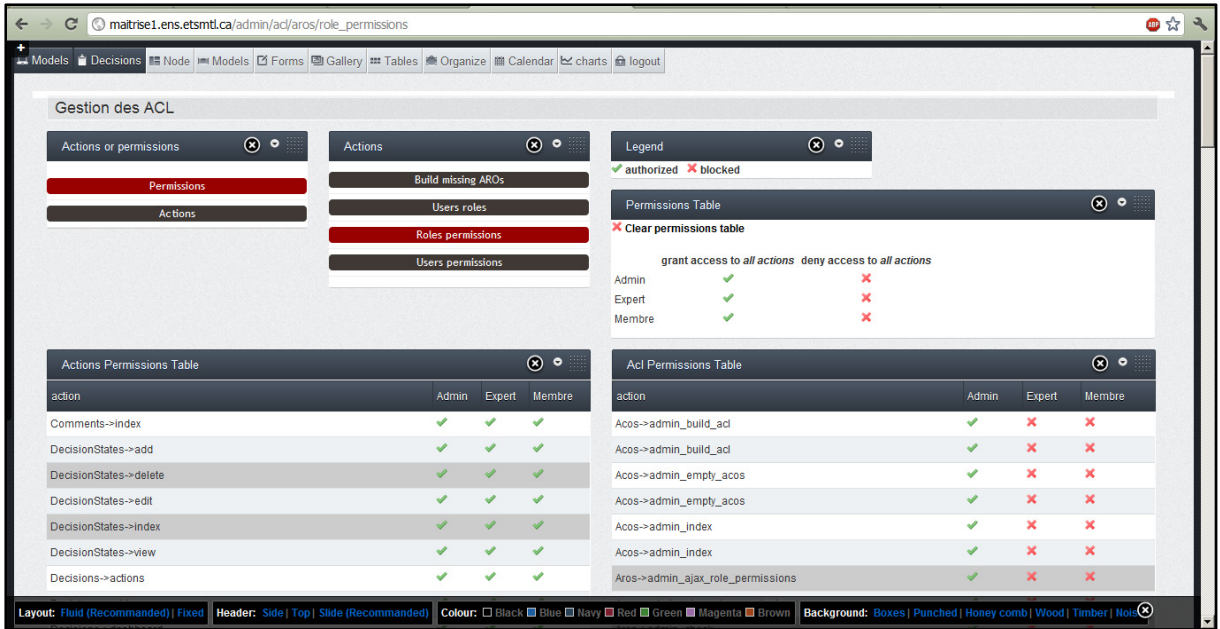 maitrise1.ens.etsmtl.ca/admin/acl/aros/role_permissions
ABP
Models Decisions Node Models Forms Gallery Tables Organize Calendar charts logout
Gestion des ACL
Actions or permissions
Permissions
Actions
Actions
Build missing AROs
Users roles
Roles permissions
Users permissions
Legend
authorized blocked
Permissions Table
Clear permissions table
grant access to all actions deny access to all actions
Admin
Expert
Membre
Actions Permissions Table
action Admin Expert Membre
Comments->index
DecisionStates->add
DecisionStates->delete
DecisionStates->edit
DecisionStates->index
DecisionStates->view
Decisions->actions
Acl Permissions Table
action Admin Expert Membre
Acos->admin_build_acl
Acos->admin_build_acl
Acos->admin_empty_acos
Acos->admin_empty_acos
Acos->admin_index
Acos->admin_index
Aros->admin_ajax_role_permissions
Layout: Fluid (Recommanded) | Fixed Header: Side | Top | Slide (Recommanded) Colour: Black Blue Navy Red Green Magenta Brown Background: Boxes | Punched | Honey comb | Wood | Timber | Nois